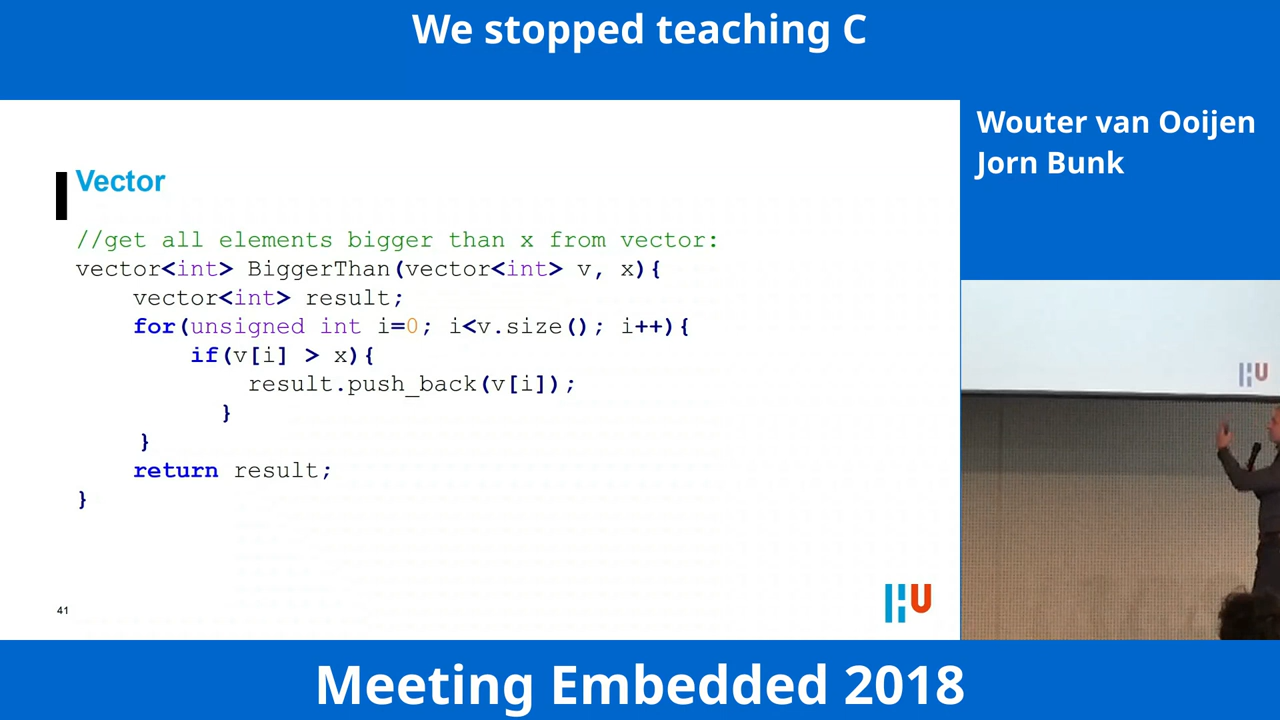 We stopped teaching C
Wouter van Ooijen
Jorn Bunk
Vector
//get all elements bigger than x from vector:
vector<int> BiggerThan(vector<int> v, x){
    vector<int> result;
    for(unsigned int i=0; i<v.size(); i++){
        if(v[i] > x){
            result.push_back(v[i]);
        }
    }
    return result;
}
41
HU
HU
Meeting Embedded 2018